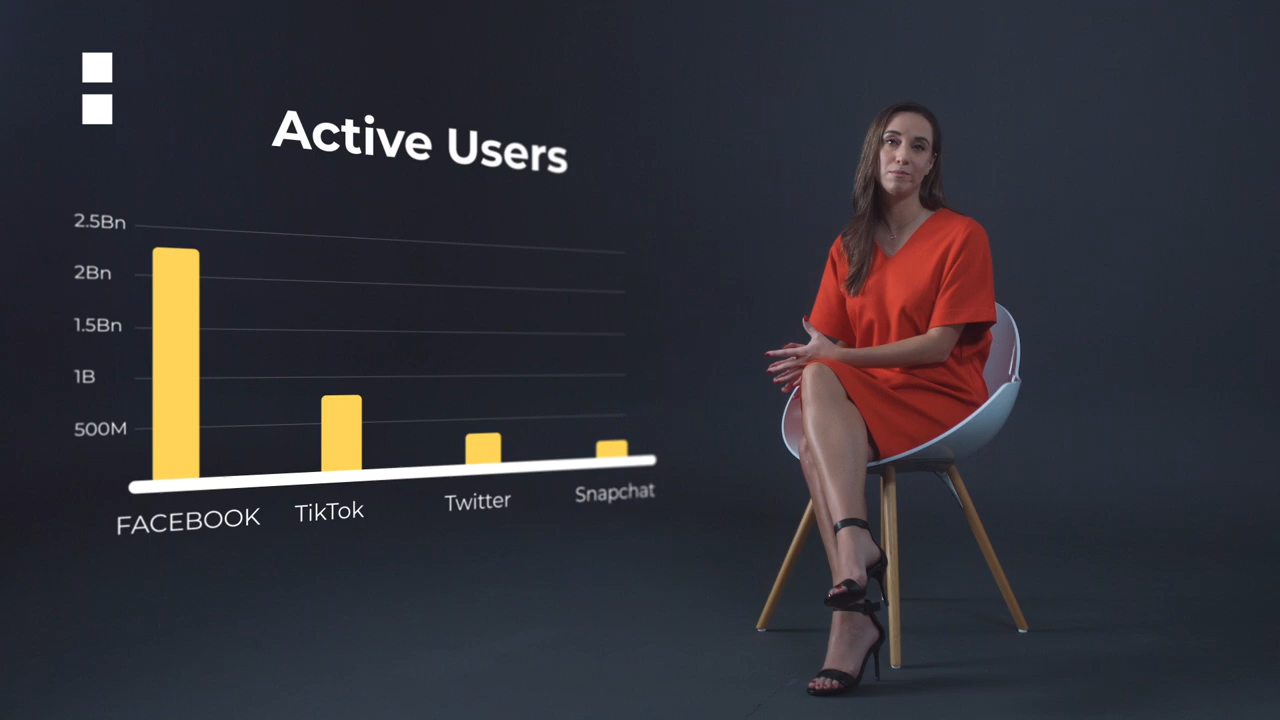 Active Users
2.5Bn
2Bn
1.5Bn
1B
500M
FACEBOOK
TikTok
Twitter
Snapchat